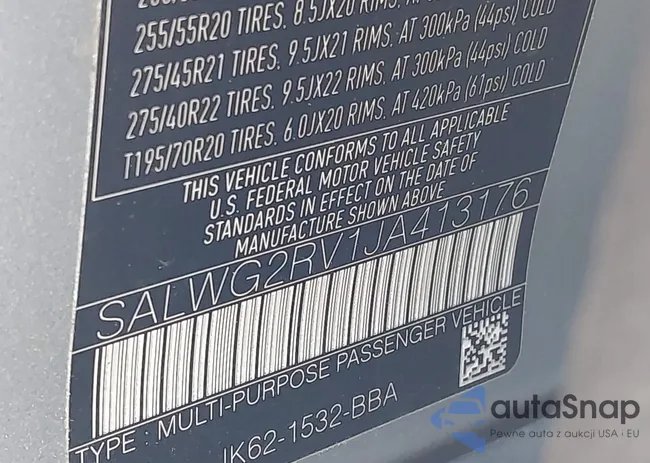 255/55R20 TIRES. 8.5JX20 RIMS.
275/45R21 TIRES. 9.5JX21 RIMS. AT 300kPa (44psi) COLD
275/40R22 TIRES. 9.5JX22 RIMS. AT 300kPa (44psi) COLD
T195/70R20 TIRES. 6.0JX20 RIMS. AT 420kPa (61psi) COLD
THIS VEHICLE CONFORMS TO ALL APPLICABLE
U.S. FEDERAL MOTOR VEHICLE SAFETY
STANDARDS IN EFFECT ON THE DATE OF
MANUFACTURE SHOWN ABOVE
SALWG2RV1JA413176
TYPE : MULTI-PURPOSE PASSENGER VEHICLE
JK62-1532-BBA
autaSnap
Pewne auta z aukcji USA i EU